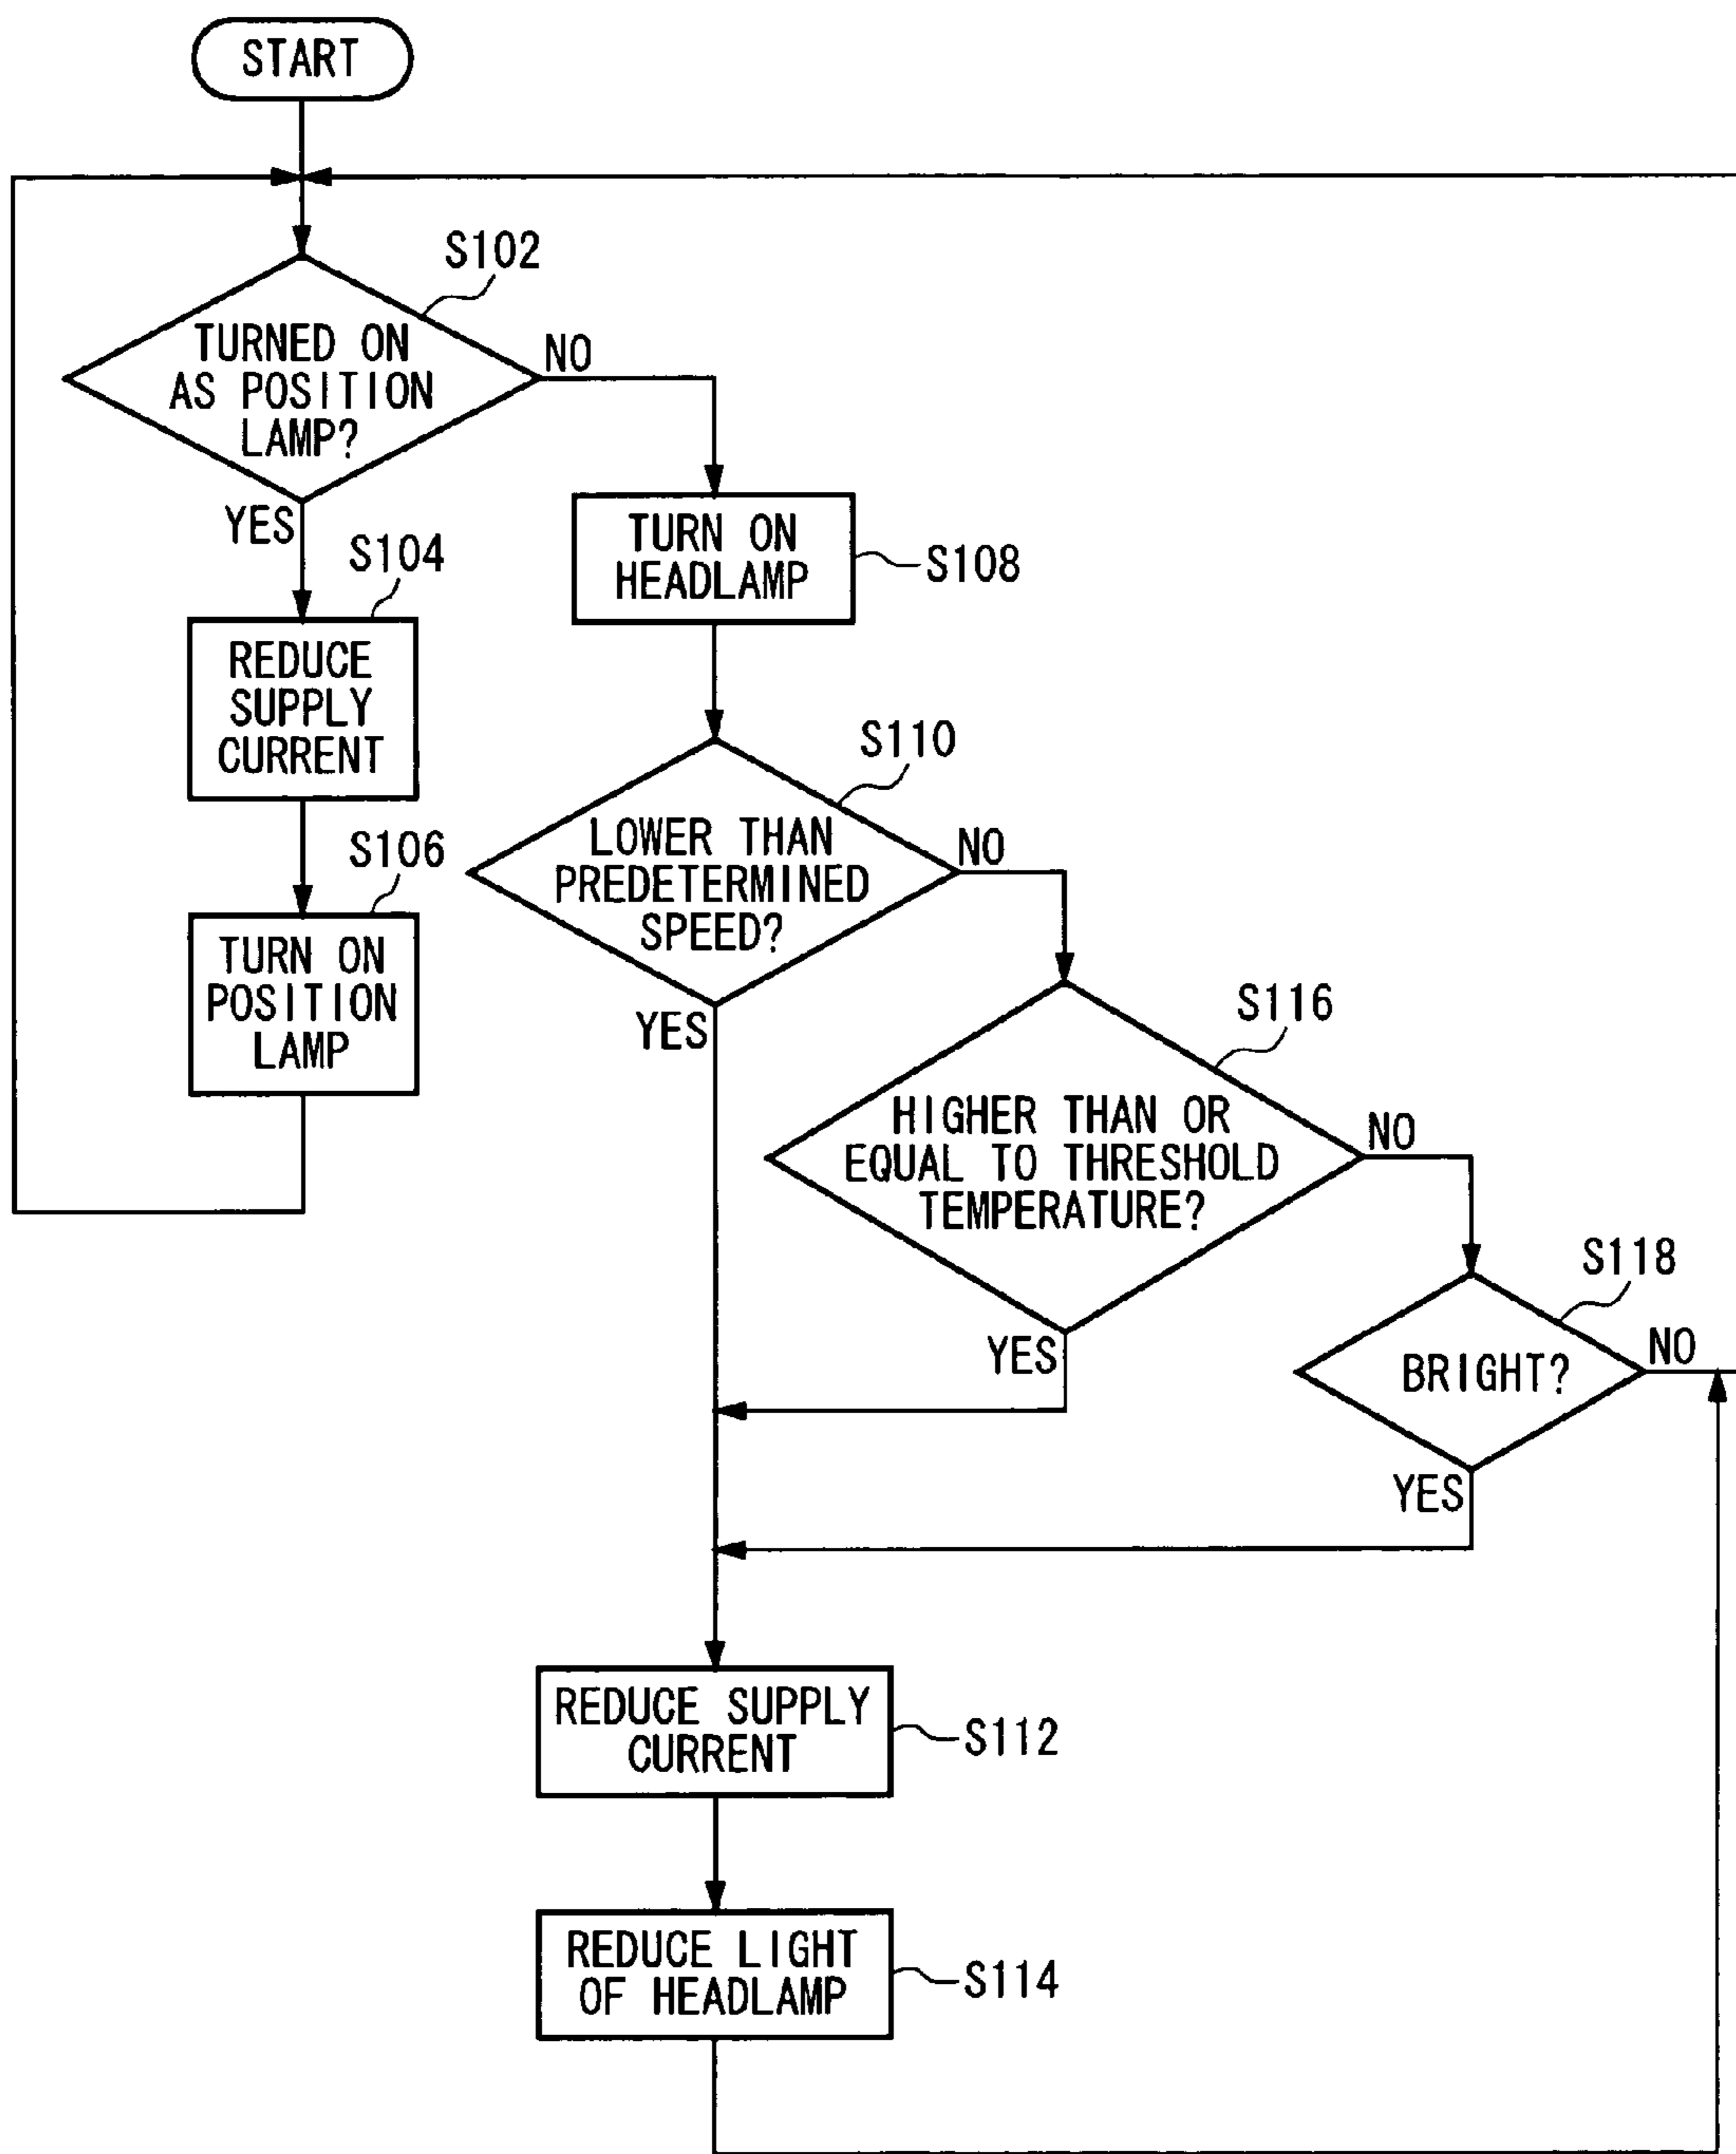 START
S102
TURNED ON
AS POSITION
LAMP?
NO
YES
S104
REDUCE
SUPPLY
CURRENT
S106
TURN ON
POSITION
LAMP
TURN ON
HEADLAMP
S108
S110
LOWER THAN
PREDETERMINED
SPEED?
NO
YES
S116
HIGHER THAN OR
EQUAL TO THRESHOLD
TEMPERATURE?
NO
YES
S118
BRIGHT?
NO
YES
REDUCE SUPPLY
CURRENT
S112
REDUCE LIGHT
OF HEADLAMP
S114